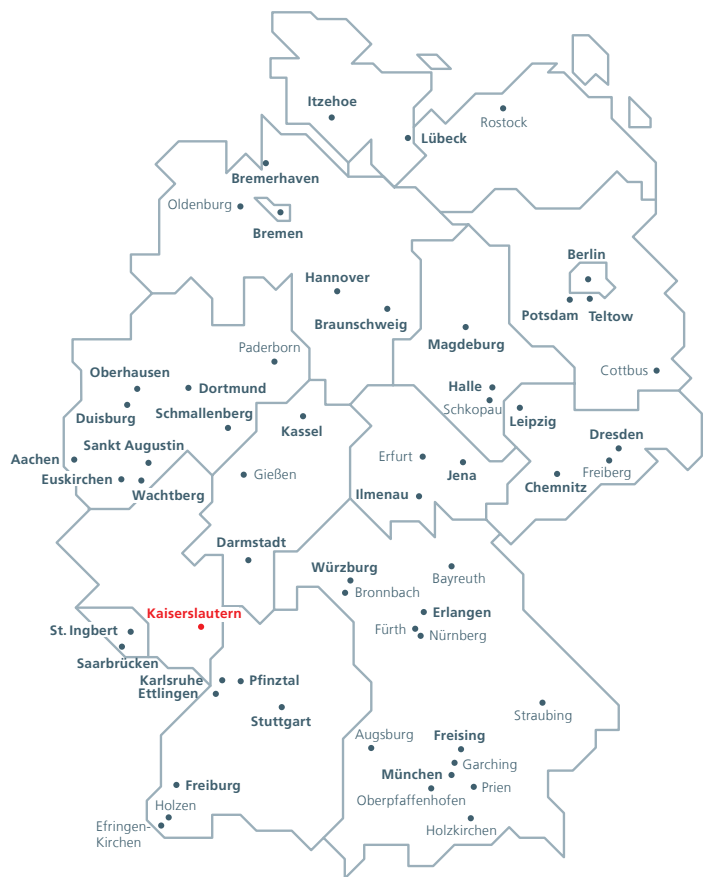 Itzehoe
Rostock
Lübeck
Bremerhaven
Oldenburg
Bremen
Berlin
Hannover
Potsdam
Teltow
Braunschweig
Magdeburg
Paderborn
Cottbus
Oberhausen
Dortmund
Halle
Schkopau
Duisburg
Schmallenberg
Leipzig
Kassel
Dresden
Sankt Augustin
Aachen
Erfurt
Freiberg
Euskirchen
Gießen
Jena
Chemnitz
Wachtberg
Ilmenau
Darmstadt
Würzburg
Bayreuth
Bronnbach
Kaiserslautern
Erlangen
St. Ingbert
Fürth
Nürnberg
Saarbrücken
Karlsruhe
Pfinztal
Ettlingen
Stuttgart
Straubing
Augsburg
Freising
Garching
München
Freiburg
Prien
Oberpfaffenhofen
Holzen
Efringen-
Kirchen
Holzkirchen